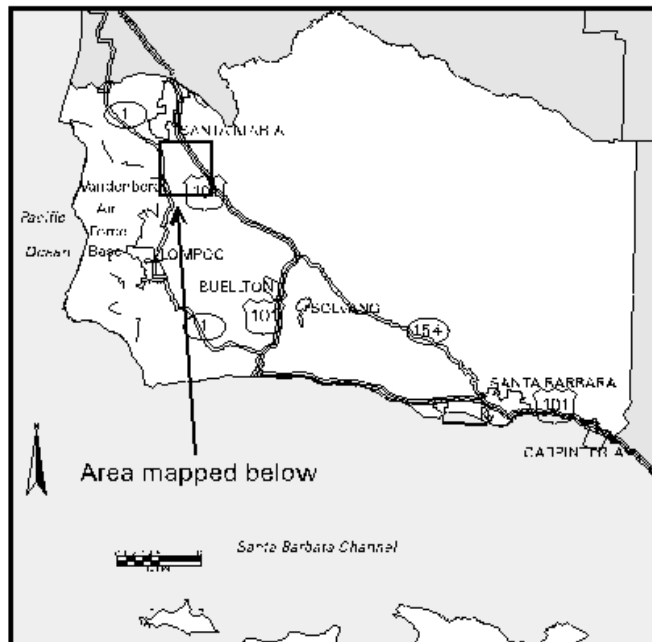 1
SANTA MARIA
Vandenberg
101
Air
Force
Base
Pacific
Ocean
LOMPOC
BUELLTON
101
SOLVANG
1
154
SANTA BARBARA
101
CARPINTERIA
Area mapped below
Santa Barbara Channel